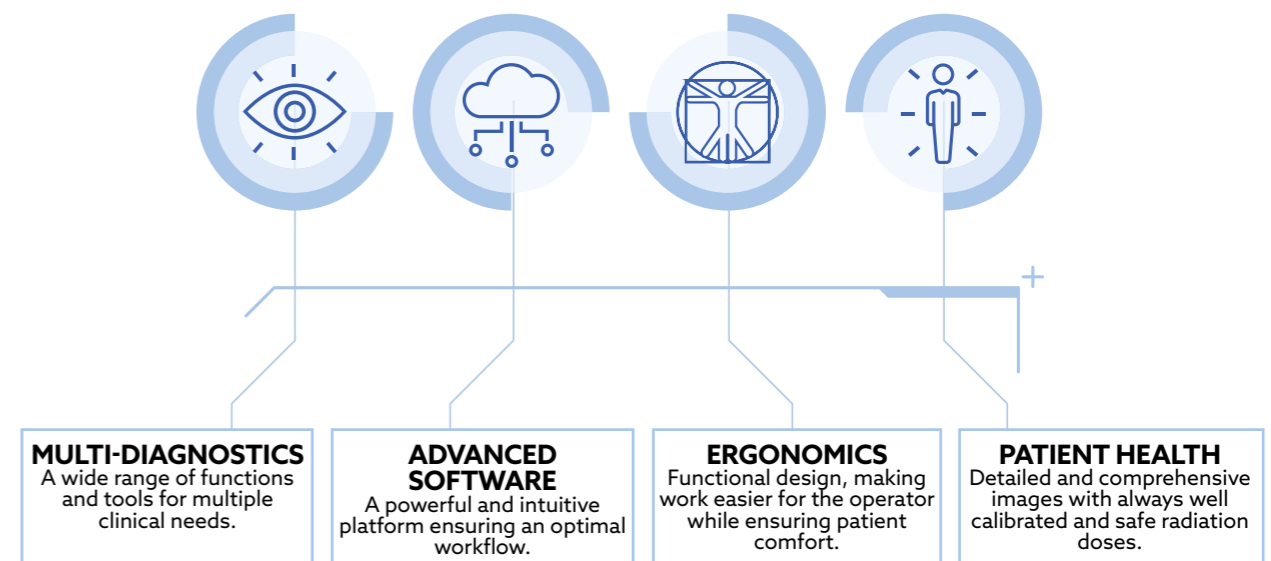 MULTI-DIAGNOSTICS
A wide range of functions
and tools for multiple
clinical needs.
ADVANCED
SOFTWARE
A powerful and intuitive
platform ensuring an optimal
workflow.
ERGONOMICS
Functional design, making
work easier for the operator
while ensuring patient
comfort.
PATIENT HEALTH
Detailed and comprehensive
images with always well
calibrated and safe radiation
doses.